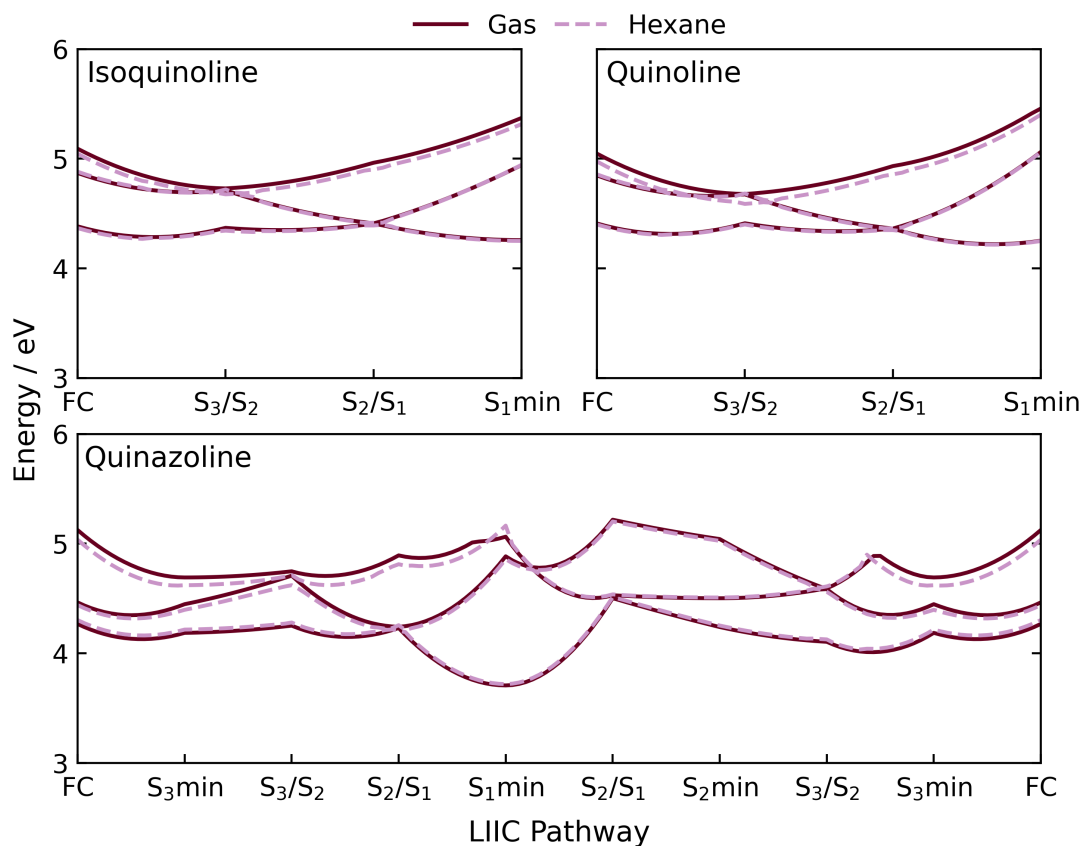 Gas Hexane
Isoquinoline
Quinoline
6
5
4
3
FC S₃/S₂ S₂/S₁ S₁min
FC S₃/S₂ S₂/S₁ S₁min
Energy / eV
Quinazoline
6
5
4
3
FC S₃min S₃/S₂ S₂/S₁ S₁min S₂/S₁ S₂min S₃/S₂ S₃min FC
LIIC Pathway